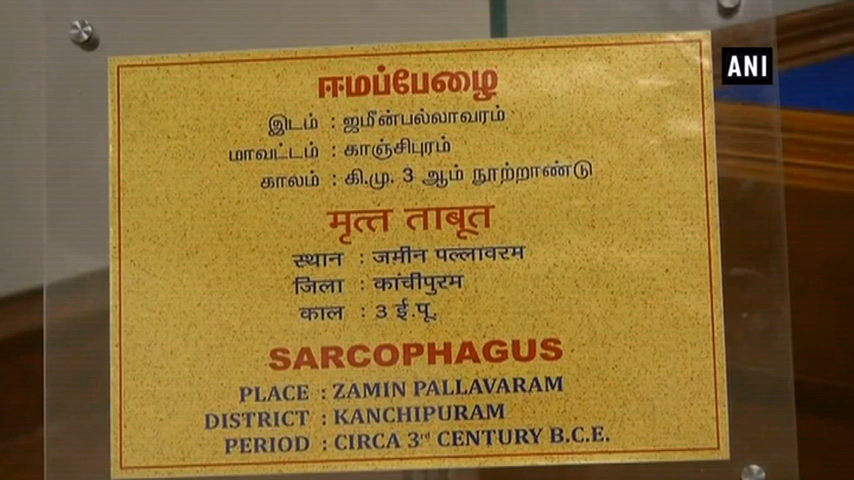 ANI
ஈமப்பேழை
இடம் : ஜமீன்பல்லாவரம்
மாவட்டம் : காஞ்சிபுரம்
காலம் : கி.மு. 3 ஆம் நூற்றாண்டு
मृत्त ताबूत
स्थान : जमीन पल्लावरम
जिला : कांचीपुरम
काल : 3 ई.पू.
SARCOPHAGUS
PLACE : ZAMIN PALLAVARAM
DISTRICT : KANCHIPURAM
PERIOD : CIRCA 3rd CENTURY B.C.E.